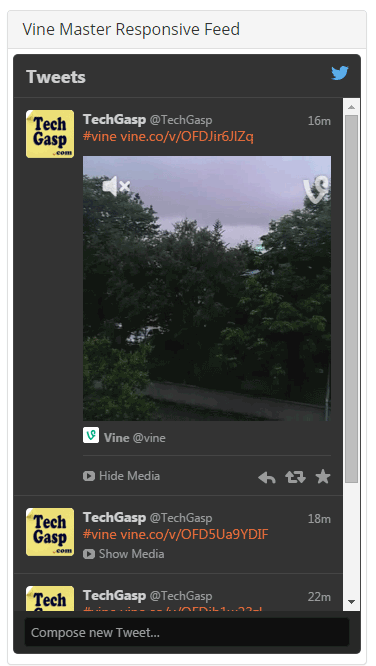 Vine Master Responsive Feed
Tweets
Tech Gasp .com
TechGasp @TechGasp 16m
#vine vine.co/v/OFDJir6JIZq
Vine @vine
Hide Media
Tech Gasp .com
TechGasp @TechGasp 18m
#vine vine.co/v/OFD5Ua9YDIF
Show Media
Tech
TechGasp @TechGasp 22m
#vine
Compose new Tweet...